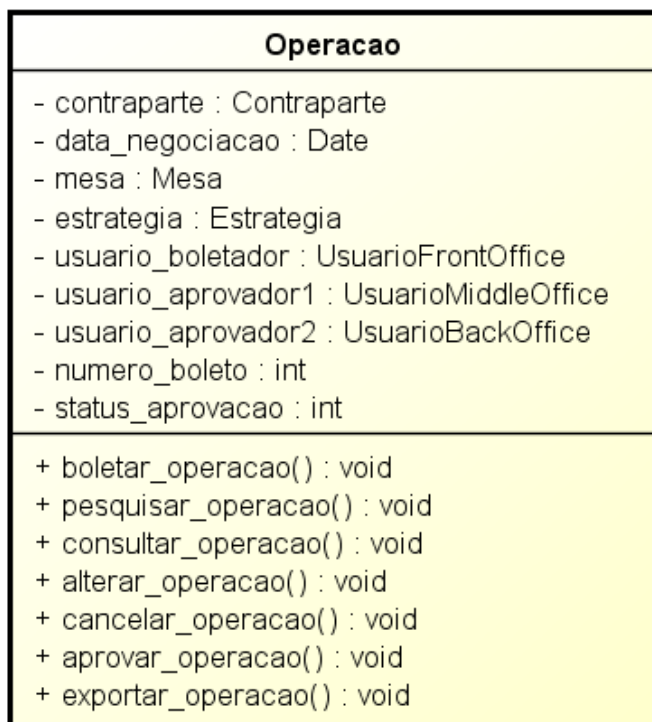 Operacao
- contraparte : Contraparte
- data_negociacao : Date
- mesa : Mesa
- estrategia : Estrategia
- usuario_boletador : UsuarioFrontOffice
- usuario_aprovador1 : UsuarioMiddleOffice
- usuario_aprovador2 : UsuarioBackOffice
- numero_boleto : int
- status_aprovacao : int
+ boletar_operacao() : void
+ pesquisar_operacao() : void
+ consultar_operacao() : void
+ alterar_operacao() : void
+ cancelar_operacao() : void
+ aprovar_operacao() : void
+ exportar_operacao() : void